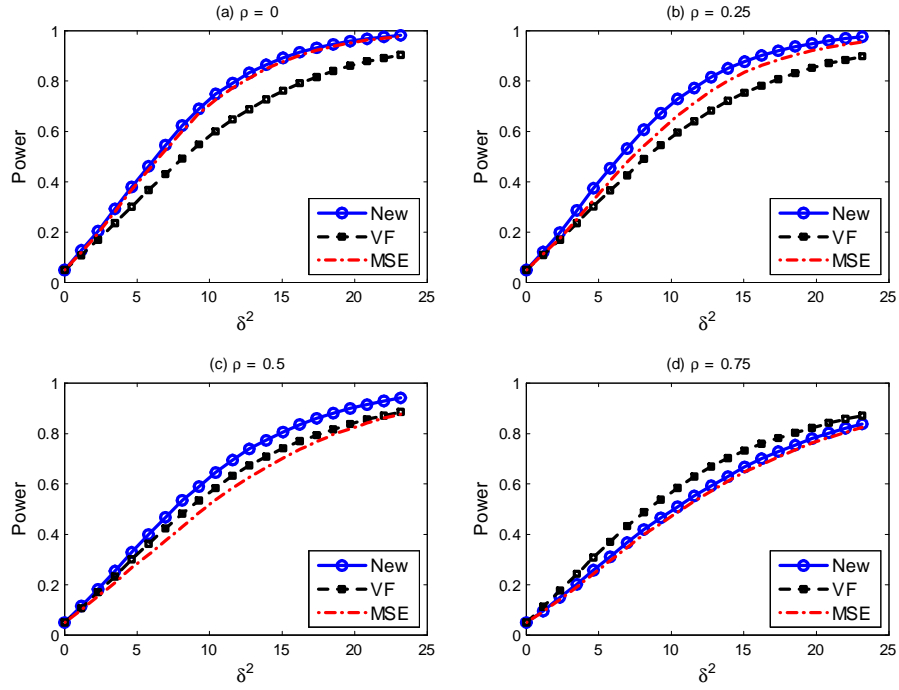 (a) ρ = 0
Power
1
0.8
0.6
0.4
0.2
0
0 5 10 15 20 25
δ²
New
VF
MSE
(b) ρ = 0.25
Power
1
0.8
0.6
0.4
0.2
0
0 5 10 15 20 25
δ²
New
VF
MSE
(c) ρ = 0.5
Power
1
0.8
0.6
0.4
0.2
0
0 5 10 15 20 25
δ²
New
VF
MSE
(d) ρ = 0.75
Power
1
0.8
0.6
0.4
0.2
0
0 5 10 15 20 25
δ²
New
VF
MSE